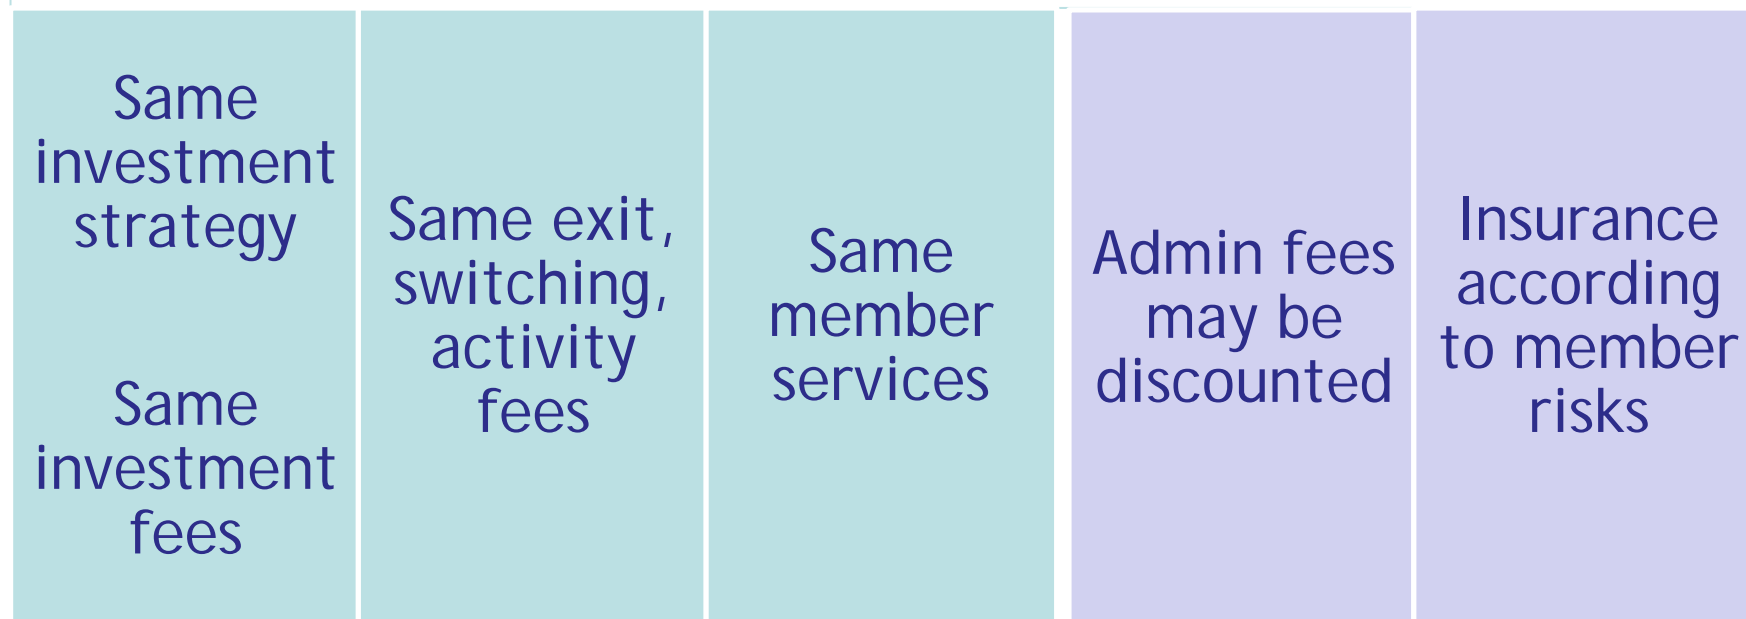 Same
investment
strategy
Same
investment
fees
Same exit,
switching,
activity
fees
Same
member
services
Admin fees
may be
discounted
Insurance
according
to member
risks